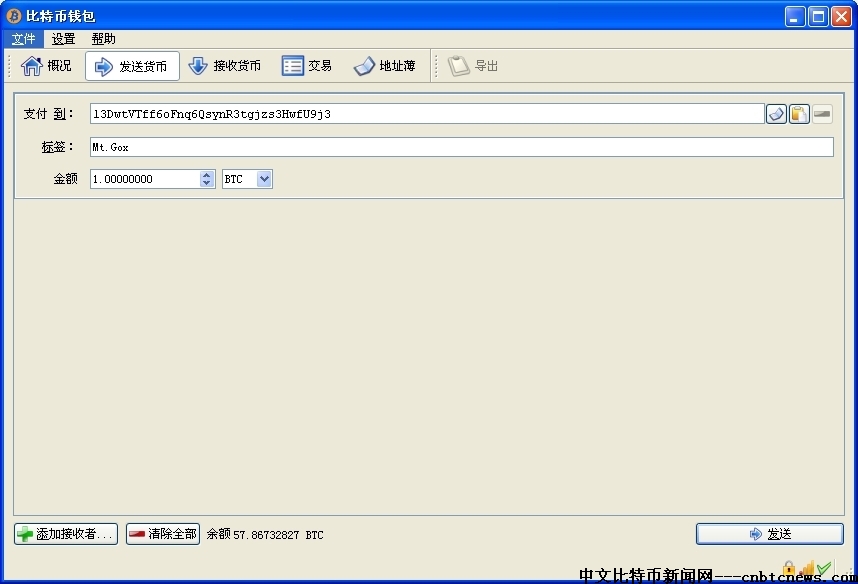 比特币钱包
文件 设置 帮助
概况 发送货币 接收货币 交易 地址薄 导出
支付 到： 13DwtVTff6oFnq6QsynR3tgjzs3HwfU9j3
标签： Mt.Gox
金额 1.00000000 BTC
添加接收者... 清除全部 余额 57.86732827 BTC 发送
中文比特币新闻网---cnbtcnews.com